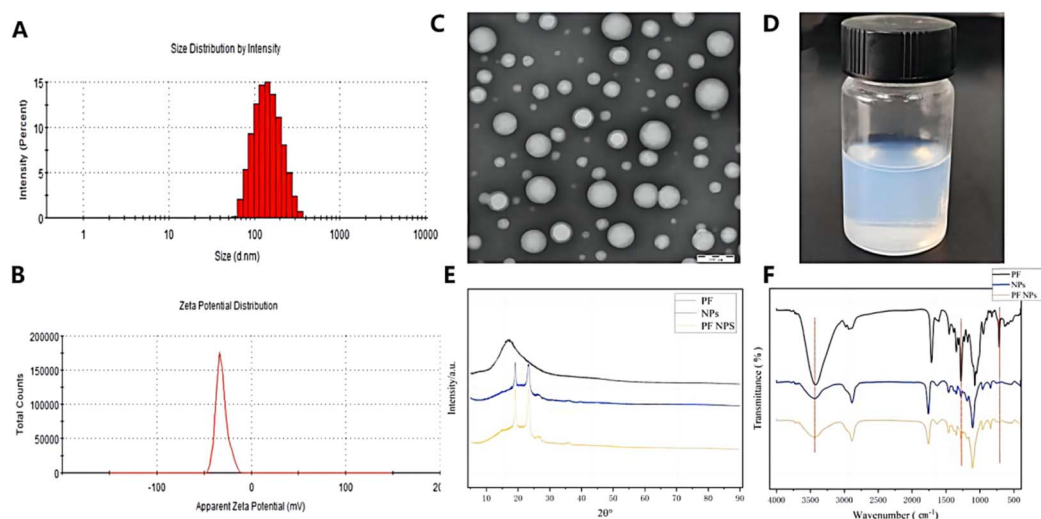 A
Size Distribution by Intensity
15
10
5
0
Intensity (Percent)
1
10
100
1000
10000
Size (d.nm)
B
Zeta Potential Distribution
200000
150000
100000
50000
0
Total Counts
-100
0
100
20
Apparent Zeta Potential (mV)
C
D
E
PF
NPs
PF NPS
Intensity/a.u.
10
20
30
40
50
60
70
80
90
2θ°
F
PF
NPs
PF NPs
Transmittance ( % )
4000
3500
3000
2500
2000
1500
1000
500
Wavenumber ( cm⁻¹)